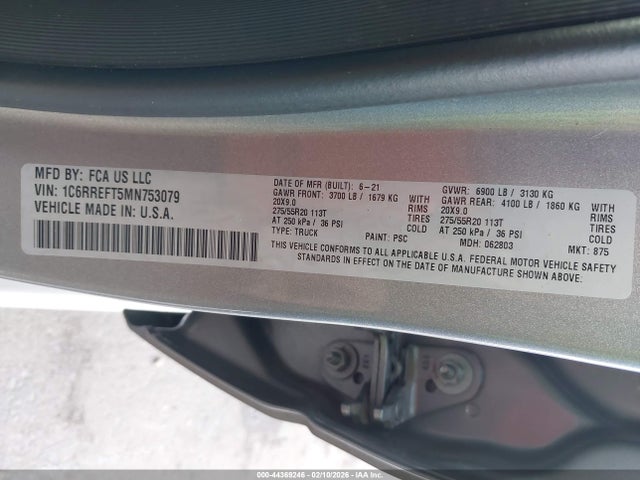 MFD BY: FCA US LLC
VIN: 1C6RREFT5MN753079
VEHICLE MADE IN U.S.A.
DATE OF MFR (BUILT): 6-21 GVWR: 6900 LB / 3130 KG
GAWR FRONT: 3700 LB / 1679 KG WITH GAWR REAR: 4100 LB / 1860 KG WITH
20X9.0 RIMS 20X9.0 RIMS
275/55R20 113T TIRES 275/55R20 113T TIRES
AT 250 kPa / 36 PSI COLD AT 250 kPa / 36 PSI COLD
TYPE: TRUCK PAINT: PSC MDH: 062803 MKT: 875
THIS VEHICLE CONFORMS TO ALL APPLICABLE U.S.A. FEDERAL MOTOR VEHICLE SAFETY
STANDARDS IN EFFECT ON THE DATE OF MANUFACTURE SHOWN ABOVE:
000-44369246 - 02/10/2026 - COPYRIGHT IAA, LLC